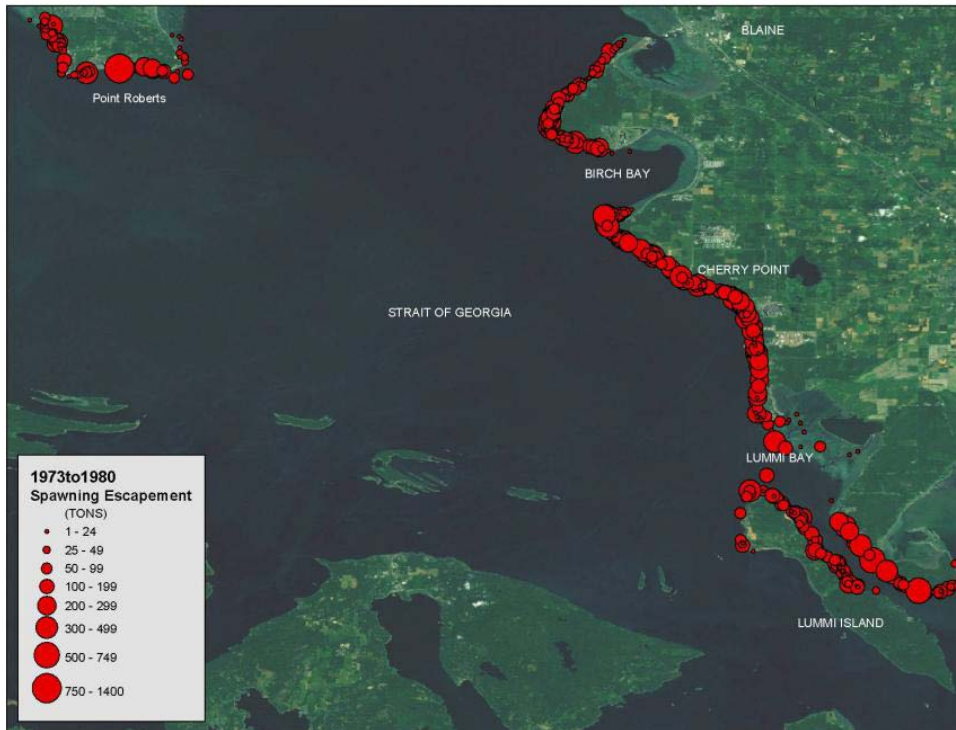 BLAINE
Point Roberts
BIRCH BAY
CHERRY POINT
STRAIT OF GEORGIA
LUMMI BAY
LUMMI ISLAND
1973to1980
Spawning Escapement
(TONS)
1 - 24
25 - 49
50 - 99
100 - 199
200 - 299
300 - 499
500 - 749
750 - 1400